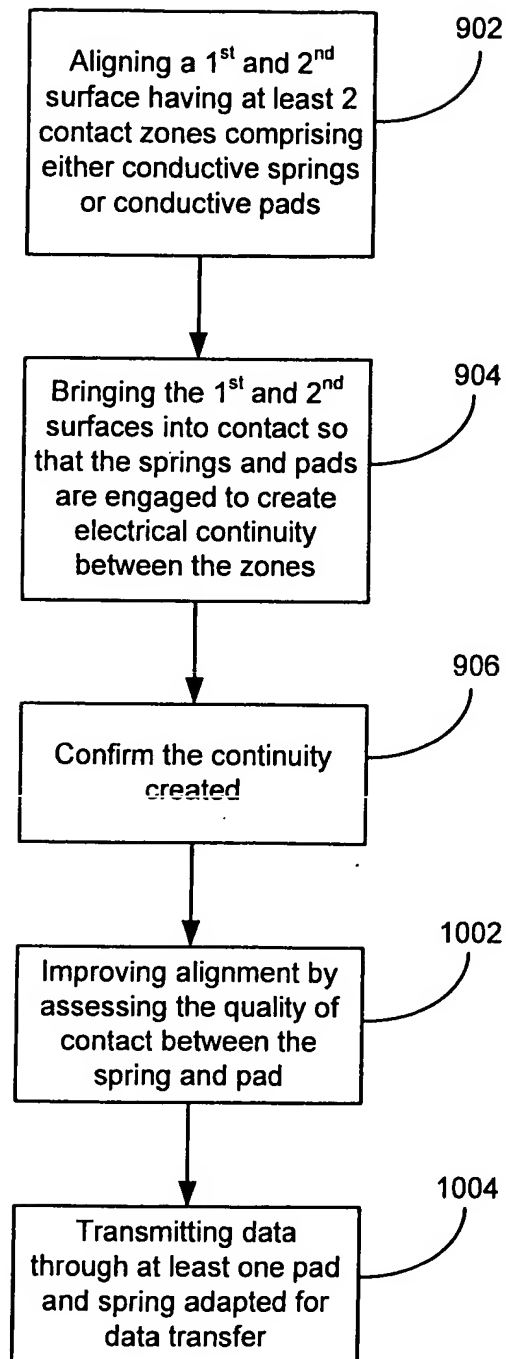 902
Aligning a 1st and 2nd
surface having at least 2
contact zones comprising
either conductive springs
or conductive pads
904
Bringing the 1st and 2nd
surfaces into contact so
that the springs and pads
are engaged to create
electrical continuity
between the zones
906
Confirm the continuity
created
1002
Improving alignment by
assessing the quality of
contact between the
spring and pad
1004
Transmitting data
through at least one pad
and spring adapted for
data transfer